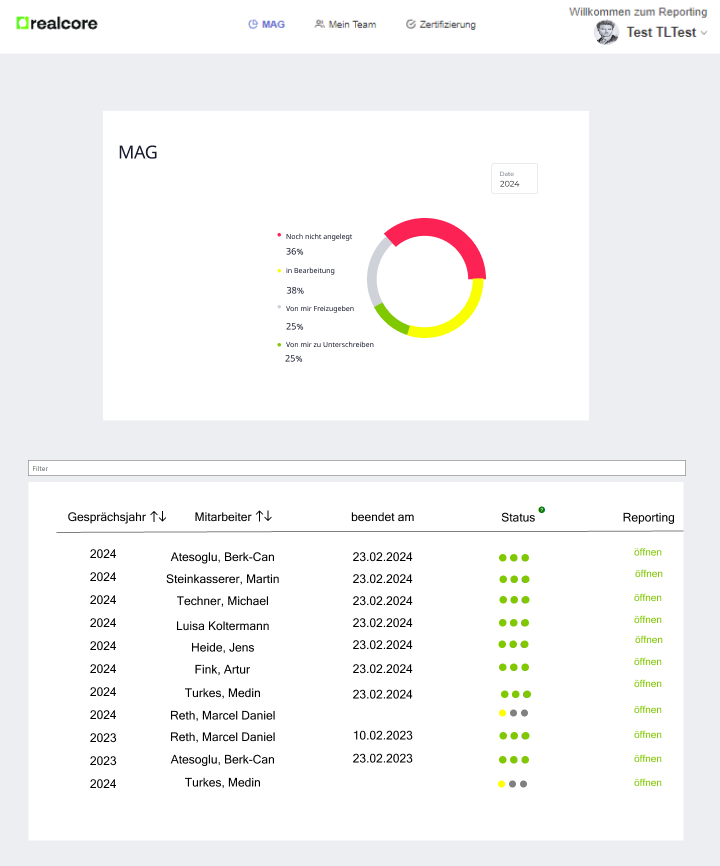 realcore
MAG
Mein Team
Zertifizierung
Willkommen zum Reporting
Test TLTest
MAG
Date
2024
Noch nicht angelegt
36%
in Bearbeitung
38%
Von mir Freizugeben
25%
Von mir zu Unterschreiben
25%
Filter
Gesprächsjahr ↑↓ Mitarbeiter ↑↓ beendet am Status ? Reporting
2024 Atesoglu, Berk-Can 23.02.2024 öffnen
2024 Steinkasserer, Martin 23.02.2024 öffnen
2024 Techner, Michael 23.02.2024 öffnen
2024 Luisa Koltermann 23.02.2024 öffnen
2024 Heide, Jens 23.02.2024 öffnen
2024 Fink, Artur 23.02.2024 öffnen
2024 Turkes, Medin 23.02.2024 öffnen
2024 Reth, Marcel Daniel öffnen
2023 Reth, Marcel Daniel 10.02.2023 öffnen
2023 Atesoglu, Berk-Can 23.02.2023 öffnen
2024 Turkes, Medin öffnen